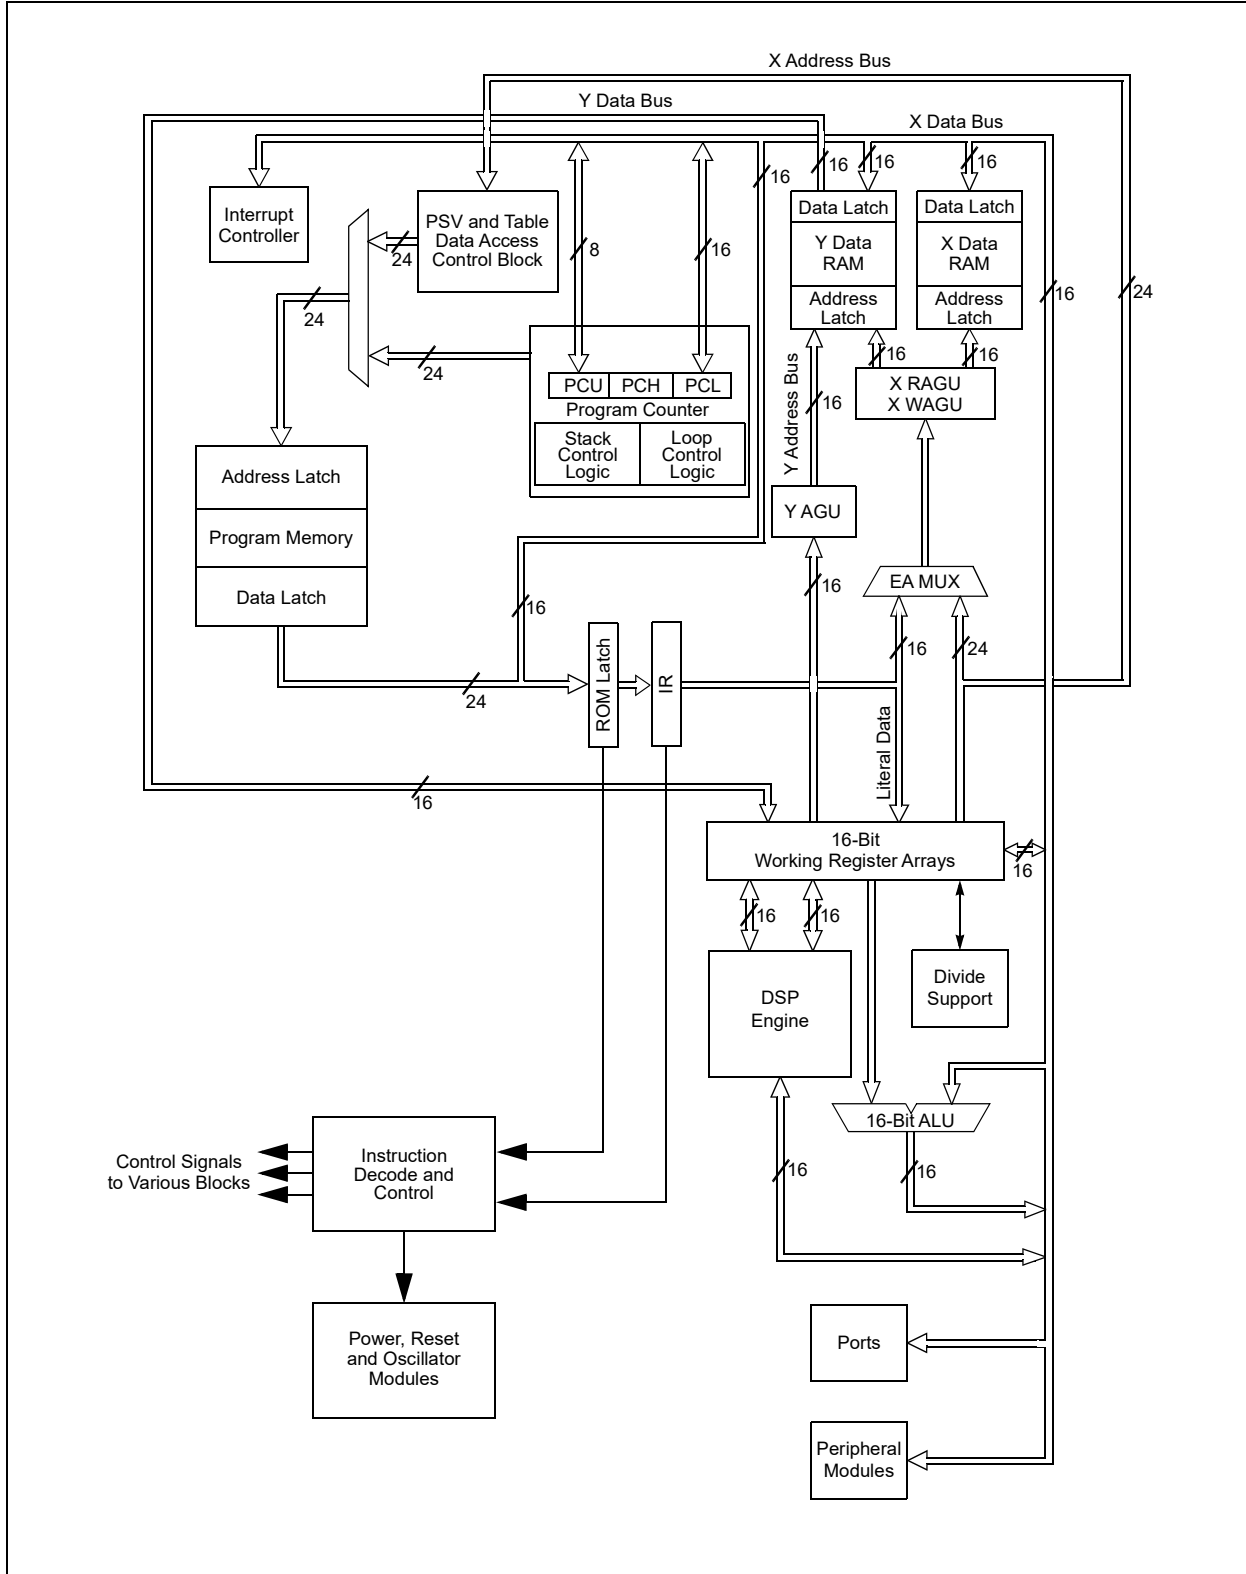 X Address Bus
Y Data Bus
X Data Bus
16
16
16
16
Interrupt
Controller
PSV and Table
Data Access
Control Block
24
8
16
Data Latch
Y Data
RAM
Address
Latch
Data Latch
X Data
RAM
Address
Latch
16
24
24
24
16
16
PCU
PCH
PCL
Program Counter
Stack
Control
Logic
Loop
Control
Logic
X RAGU
X WAGU
Y Address Bus
16
Address Latch
Program Memory
Data Latch
Y AGU
16
EA MUX
16
16
24
24
ROM Latch
IR
Literal Data
16
16-Bit
Working Register Arrays
16
16
16
DSP
Engine
Divide
Support
16-Bit ALU
16
16
Control Signals
to Various Blocks
Instruction
Decode and
Control
Power, Reset
and Oscillator
Modules
Ports
Peripheral
Modules